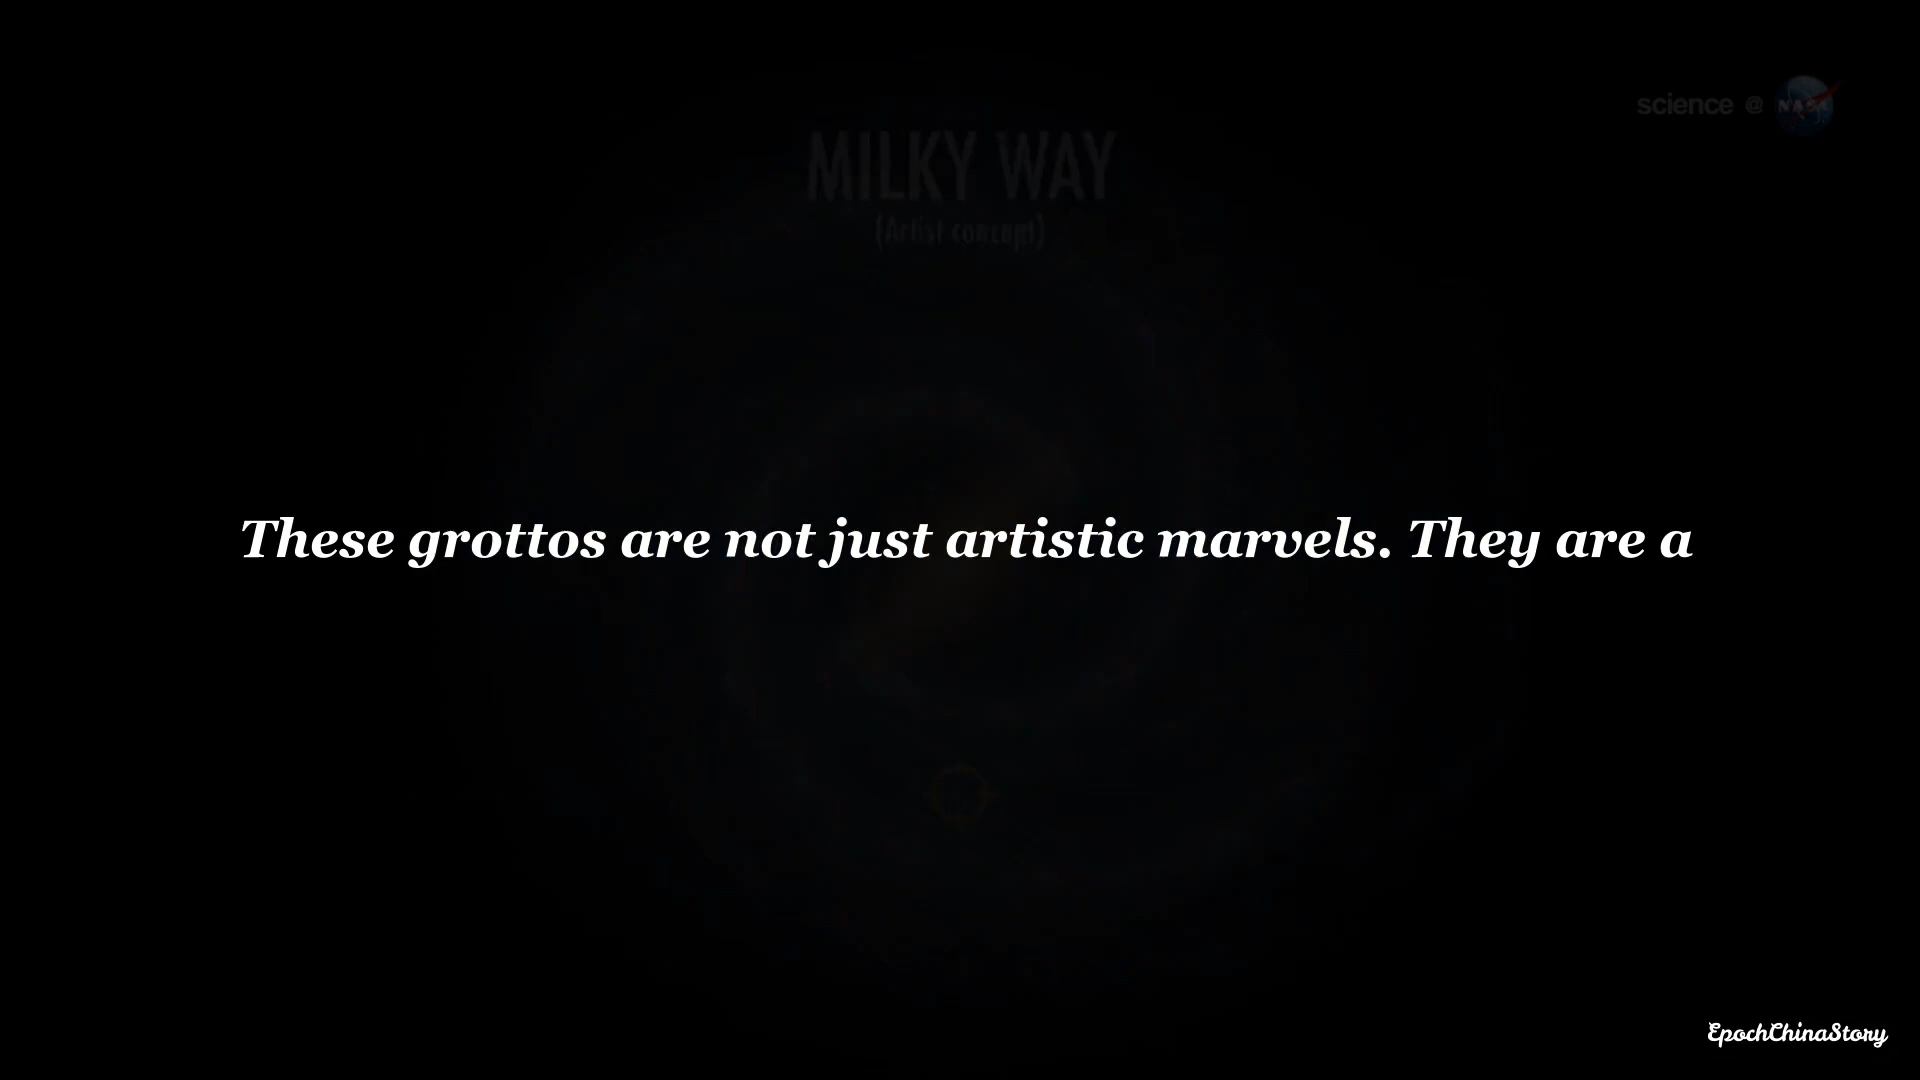 science @ NASA
MILKY WAY
(Artist concept)
These grottos are not just artistic marvels. They are a
EpochChinaStory